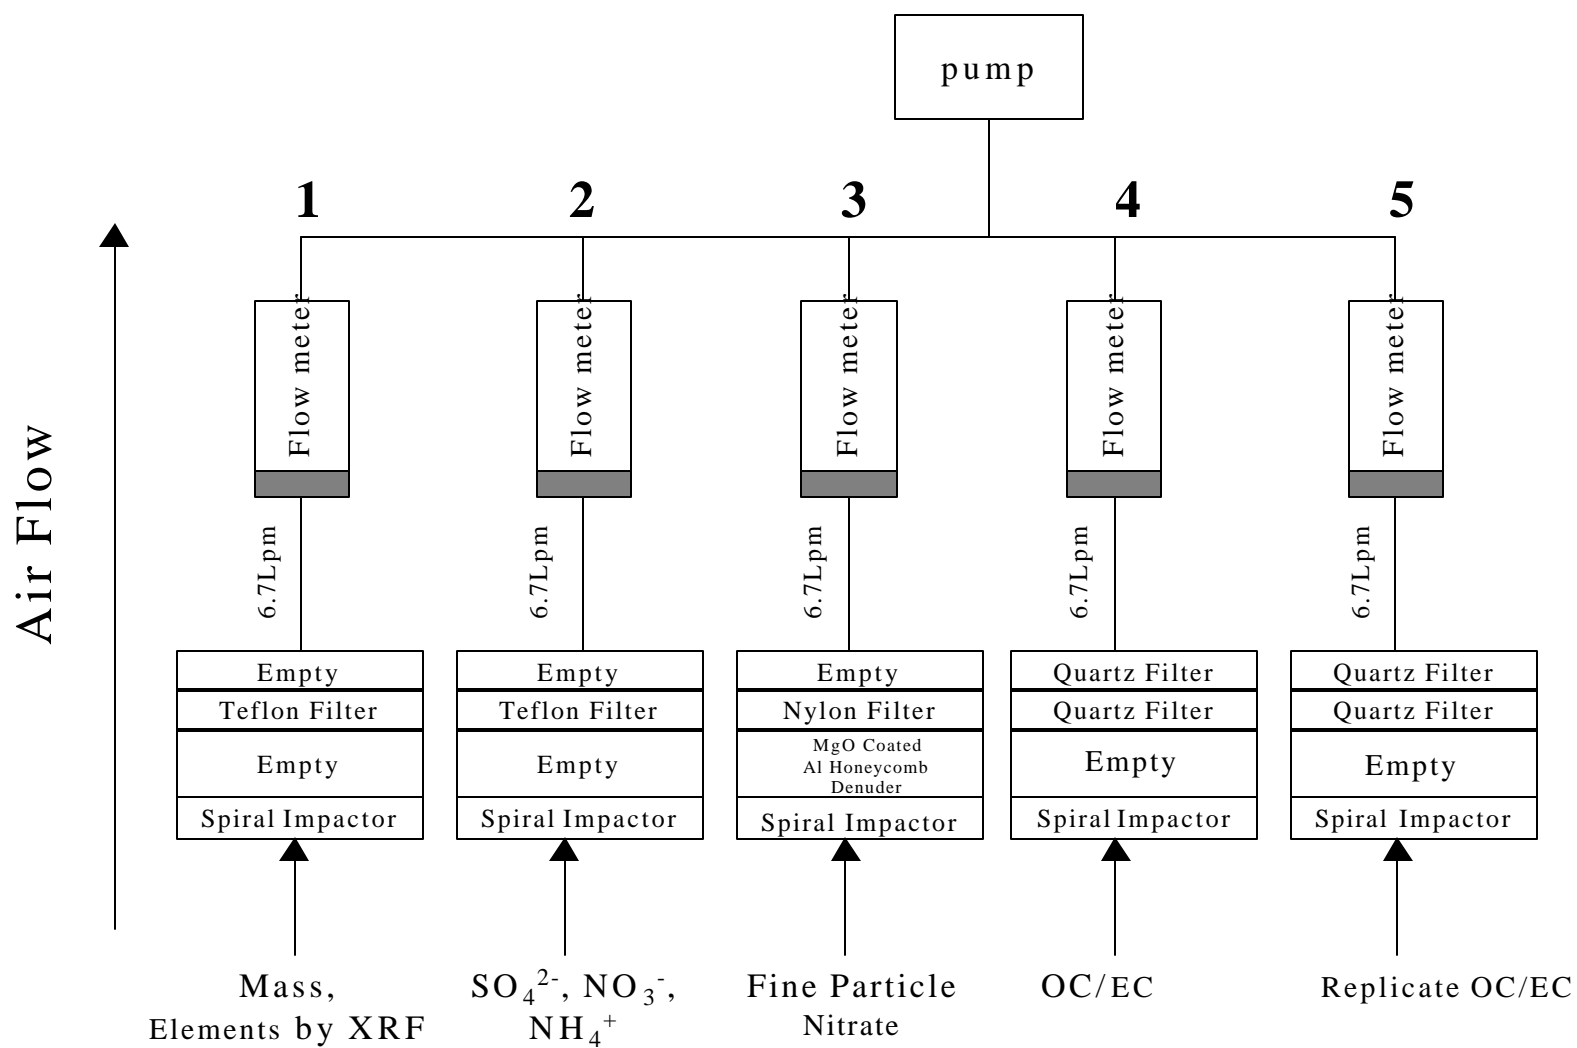 pump
1 2 3 4 5
Flow meter Flow meter Flow meter Flow meter Flow meter
Air Flow
6.7Lpm 6.7Lpm 6.7Lpm 6.7Lpm 6.7Lpm
Empty Empty Empty Quartz Filter Quartz Filter
Teflon Filter Teflon Filter Nylon Filter Quartz Filter Quartz Filter
Empty Empty MgO Coated Empty Empty
Al Honeycomb
Denuder
Spiral Impactor Spiral Impactor Spiral Impactor Spiral Impactor Spiral Impactor
Mass, SO₄²⁻, NO₃⁻, Fine Particle OC/EC Replicate OC/EC
Elements by XRF NH₄⁺ Nitrate